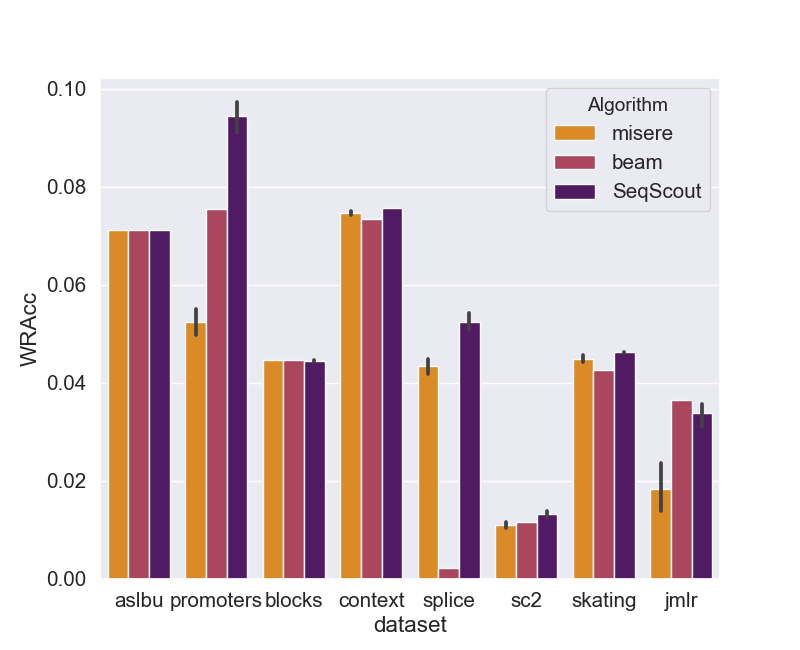 0.10
0.08
0.06
0.04
0.02
0.00
WRAcc
Algorithm
misere
beam
SeqScout
aslbu promoters blocks context splice sc2 skating jmlr
dataset